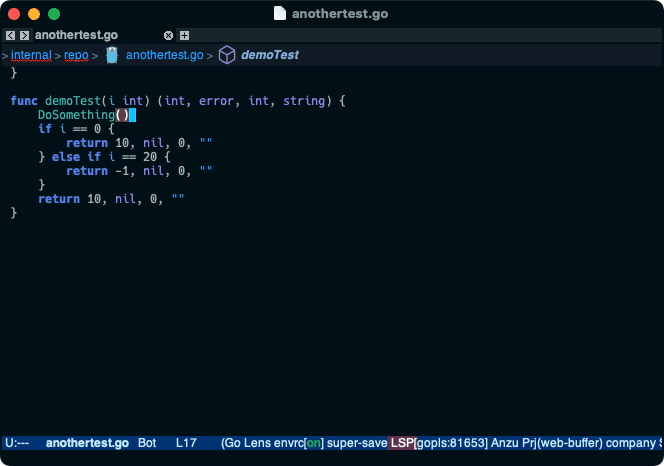 anothertest.go
anothertest.go
> internal > repo > anothertest.go > demoTest
}
func demoTest(i int) (int, error, int, string) {
    DoSomething()
    if i == 0 {
        return 10, nil, 0, ""
    } else if i == 20 {
        return -1, nil, 0, ""
    }
    return 10, nil, 0, ""
}
U:--- anothertest.go Bot L17 (Go Lens envrc[on] super-save LSP[gopls:81653] Anzu Prj(web-buffer) company S